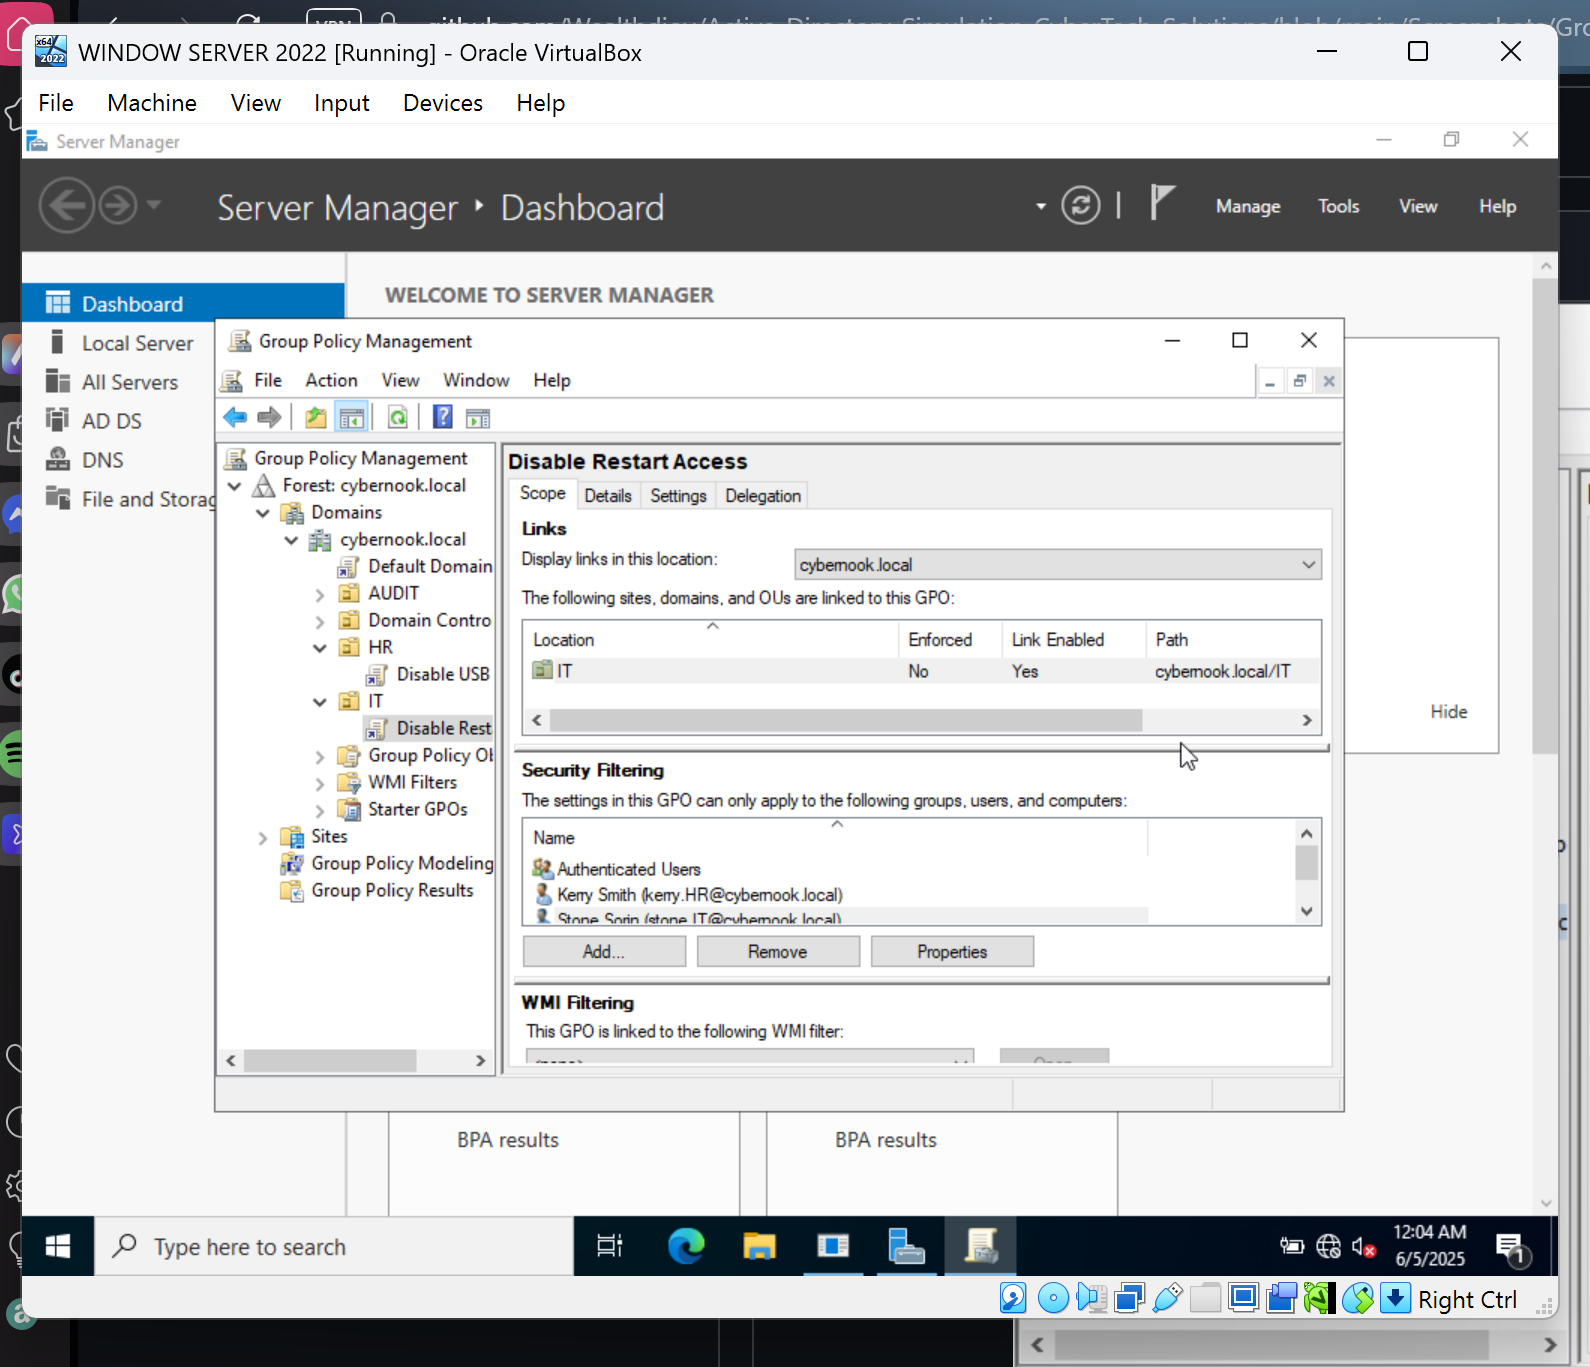 WINDOW SERVER 2022 [Running] - Oracle VirtualBox
File Machine View Input Devices Help
Server Manager
Server Manager Dashboard
Manage Tools View Help
Dashboard
Local Server
All Servers
AD DS
DNS
File and Storag
WELCOME TO SERVER MANAGER
Hide
Group Policy Management
File Action View Window Help
Group Policy Management
Forest: cybernook.local
Domains
cybernook.local
Default Domain
AUDIT
Domain Contro
HR
Disable USB
IT
Disable Rest
Group Policy Ob
WMI Filters
Starter GPOs
Sites
Group Policy Modeling
Group Policy Results
Disable Restart Access
Scope Details Settings Delegation
Links
Display links in this location: cybernook.local
The following sites, domains, and OUs are linked to this GPO:
Location Enforced Link Enabled Path
IT No Yes cybernook.local/IT
Security Filtering
The settings in this GPO can only apply to the following groups, users, and computers:
Name
Authenticated Users
Kerry Smith (kerry.HR@cybernook.local)
Stone Sorin (stone.IT@cybernook.local)
Add... Remove Properties
WMI Filtering
This GPO is linked to the following WMI filter:
<none> Open
BPA results BPA results
Type here to search
12:04 AM
6/5/2025
1
Right Ctrl